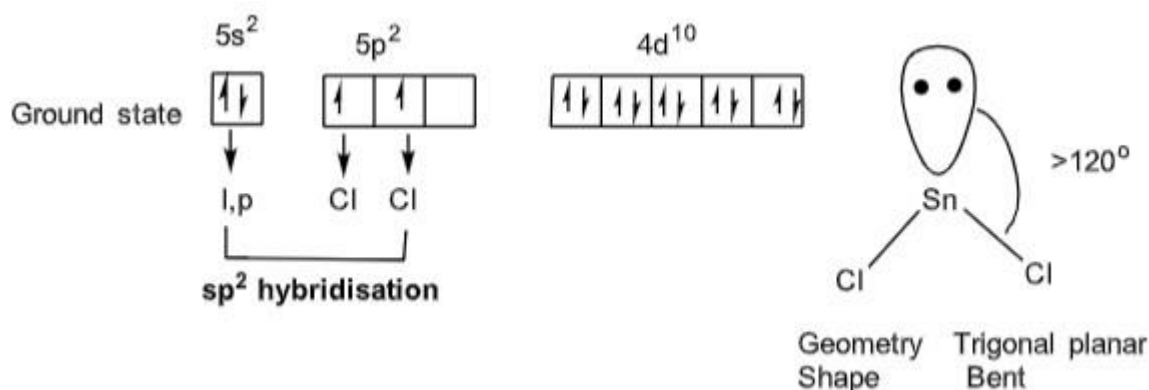 5s² 5p² 4d¹⁰
Ground state
l,p Cl Cl
sp² hybridisation
>120°
Sn
Cl Cl
Geometry Trigonal planar
Shape Bent